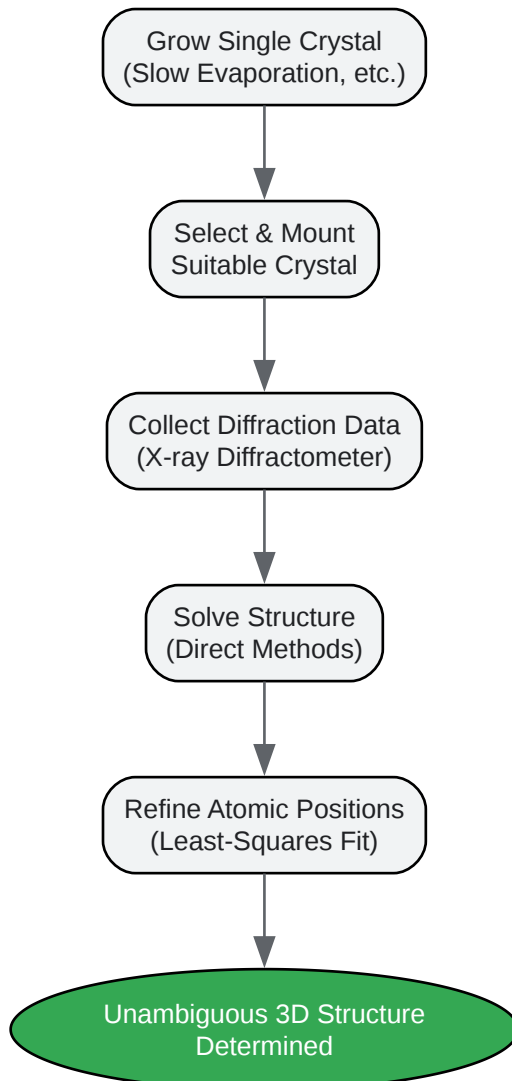 Grow Single Crystal
(Slow Evaporation, etc.)
Select & Mount
Suitable Crystal
Collect Diffraction Data
(X-ray Diffractometer)
Solve Structure
(Direct Methods)
Refine Atomic Positions
(Least-Squares Fit)
Unambiguous 3D Structure
Determined